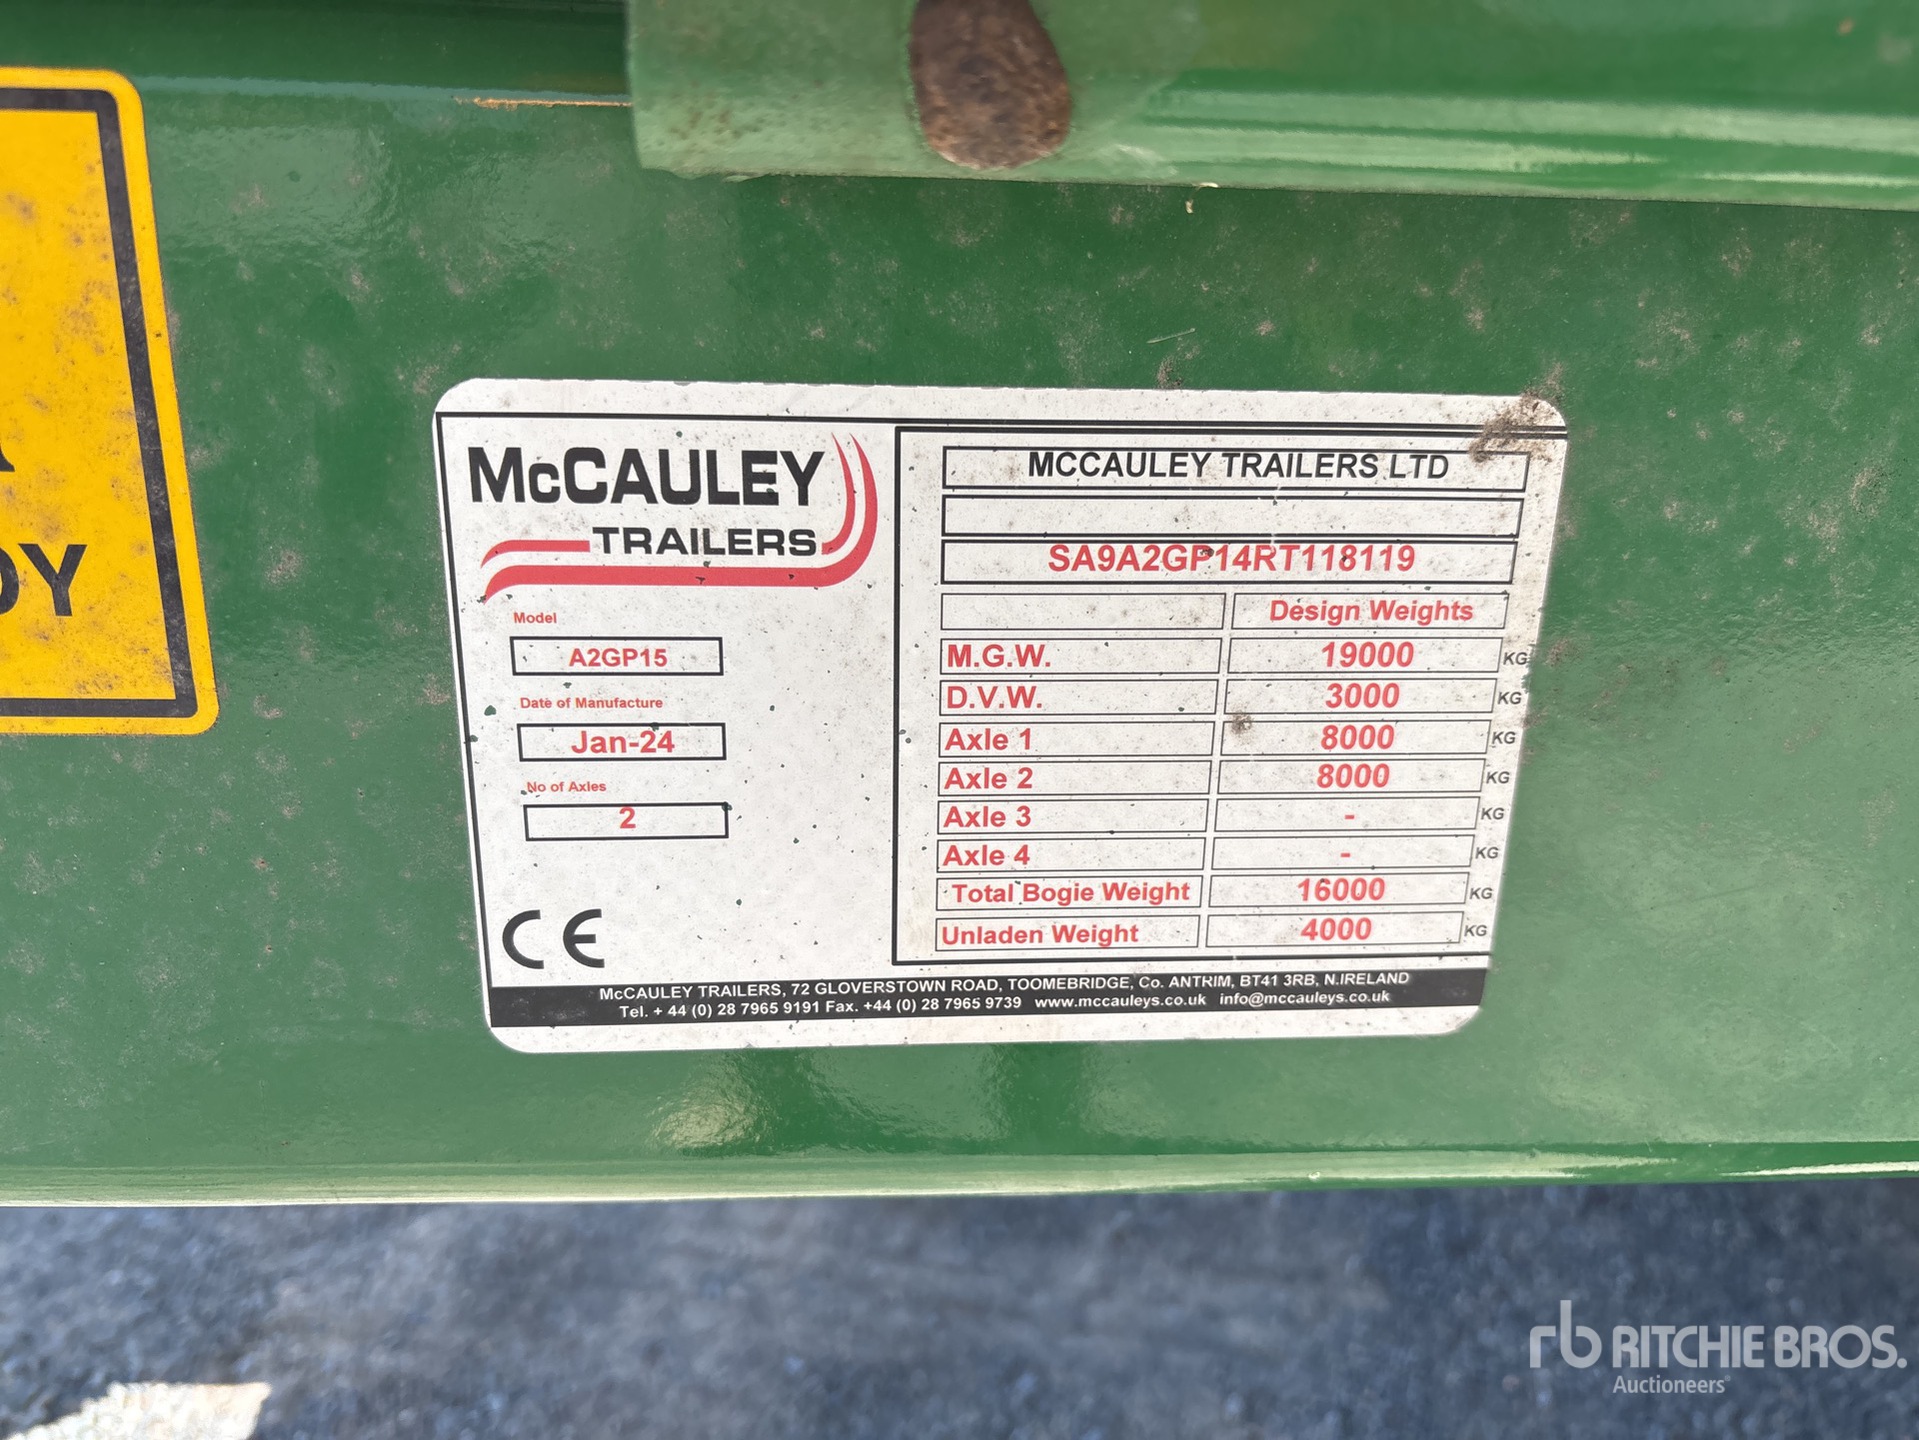 DY
McCAULEY
TRAILERS
Model
A2GP15
Date of Manufacture
Jan-24
No of Axles
2
CE
MCCAULEY TRAILERS LTD
SA9A2GP14RT118119
Design Weights
M.G.W. 19000 KG
D.V.W. 3000 KG
Axle 1 8000 KG
Axle 2 8000 KG
Axle 3 - KG
Axle 4 - KG
Total Bogie Weight 16000 KG
Unladen Weight 4000 KG
McCAULEY TRAILERS, 72 GLOVERSTOWN ROAD, TOOMEBRIDGE, Co. ANTRIM, BT41 3RB, N.IRELAND
Tel. + 44 (0) 28 7965 9191 Fax. +44 (0) 28 7965 9739 www.mccauleys.co.uk info@mccauleys.co.uk
rb RITCHIE BROS.
Auctioneers